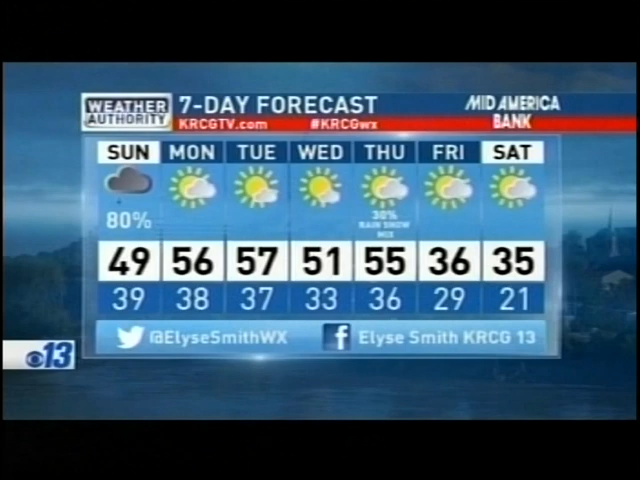 WEATHER AUTHORITY
7-DAY FORECAST
MID AMERICA BANK
KRCGTV.com #KRCGwx
SUN MON TUE WED THU FRI SAT
80% 30%
RAIN SNOW
MIX
49 56 57 51 55 36 35
39 38 37 33 36 29 21
@ElyseSmithWX f Elyse Smith KRCG 13
13